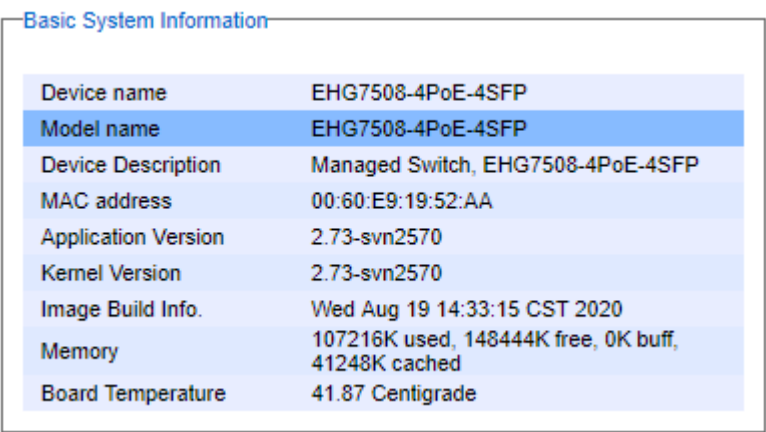 Basic System Information
Device name EHG7508-4PoE-4SFP
Model name EHG7508-4PoE-4SFP
Device Description Managed Switch, EHG7508-4PoE-4SFP
MAC address 00:60:E9:19:52:AA
Application Version 2.73-svn2570
Kernel Version 2.73-svn2570
Image Build Info. Wed Aug 19 14:33:15 CST 2020
Memory 107216K used, 148444K free, 0K buff,
41248K cached
Board Temperature 41.87 Centigrade